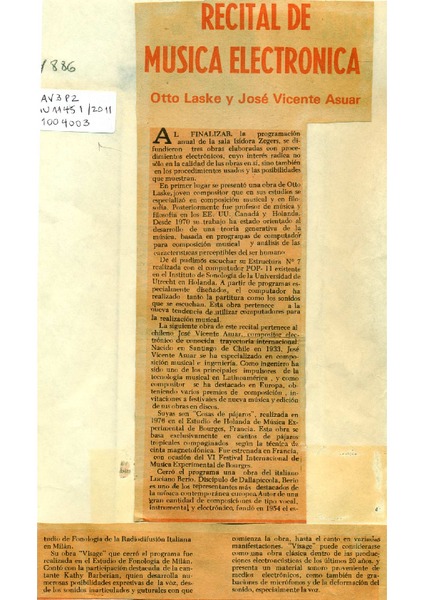 RECITAL DE
MUSICA ELECTRONICA
Otto Laske y José Vicente Asuar
/ 886
AV3P2
1004003
AL FINALIZAR, la programación
anual de la sala Isidora Zegers, se di-
fundieron tres obras elaboradas con proce-
dimientos electrónicos, cuyo interés radica no
sólo en la calidad de las obras en sí, sino también
en los procedimientos usados y las posibilidades
que muestran.
En primer lugar se presentó una obra de Otto
Laske, joven compositor que en sus estudios se
especializó en composición musical y en filo-
sofía. Posteriormente fue profesor de música y
filosofía en los EE. UU. Canadá y Holanda.
Desde 1970 su trabajo ha estado orientado al
desarrollo de una teoría generativa de la
música, basada en programas de computador
para composición musical y análisis de las
características perceptibles del ser humano.
De él pudimos escuchar su Estructura N° 7
realizada con el computador POP- 11 existente
en el Instituto de Sonología de la Universidad de
Utrecht en Holanda. A partir de programas es-
pecialmente diseñados, el computador ha
realizado tanto la partitura como los sonidos
que se escuchan. Esta obra pertenece a la
nueva tendencia de utilizar computadores para
la realización musical.
La siguiente obra de este recital pertenece al
chileno José Vicente Asuar, compositor elec-
trónico de conocida trayectoria internacional.
Nacido en Santiago de Chile en 1933, José
Vicente Asuar se ha especializado en compo-
sición musical e ingeniería. Como ingeniero ha
sido uno de los principales impulsores de la
tecnología musical en Latinoamérica , y como
compositor se ha destacado en Europa, ob-
teniendo varios premios de composición , in-
vitaciones a festivales de nueva música y edición
de sus obras en discos.
Suyas son "Cosas de pájaros", realizada en
1976 en el Estudio de Holanda de Música Ex-
perimental de Bourges, Francia. Esta obra se
basa exclusivamente en cantos de pájaros
tropicales compaginados según la técnica de
cinta magnetofónica. Fue estrenada en Francia,
con ocasión del VI Festival Internacional de
Musica Experimental de Bourges.
Cerró el programa una obra del italiano
Luciano Berio. Discípulo de Dallapiccola, Berio
es uno de los representantes más destacados de
la música contemporánea europea. Autor de una
gran cantidad de composiciones de tipo vocal,
instrumental y electrónico, fundó en 1954 el es-
tudio de Fonología de la Radiodifusión Italiana
en Milán.
Su obra "Visage" que cerró el programa fue
realizada en el Estudio de Fonología de Milán.
Contó con la participación destacada de la can-
tante Kathy Barberian, quien desarrolla nu-
merosas posibilidades expresivas de la voz, des-
de los sonidos inarticulados y guturales con que
comienza la obra, hasta el canto en variadas
manifestaciones. "Visage" puede considerarse
como una obra clásica dentro de las produc-
ciones electroacústicos de los últimos 20 años, y
presenta un material sonoro proveniente de
medios electrónicos, como también de gra-
baciones de micrófonos y de la deformación del
sonido, especialmente la voz.